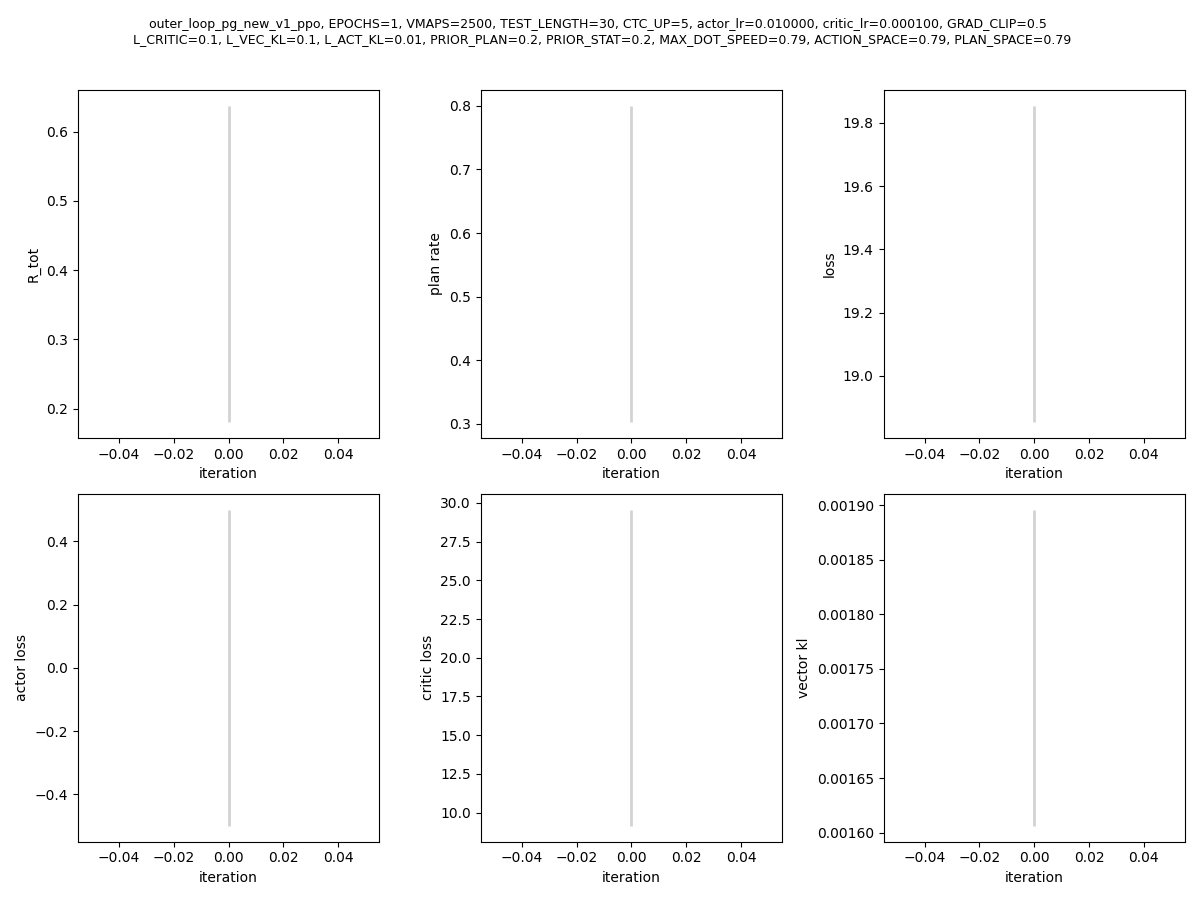 outer_loop_pg_new_v1_ppo, EPOCHS=1, VMAPS=2500, TEST_LENGTH=30, CTC_UP=5, actor_lr=0.010000, critic_lr=0.000100, GRAD_CLIP=0.5
L_CRITIC=0.1, L_VEC_KL=0.1, L_ACT_KL=0.01, PRIOR_PLAN=0.2, PRIOR_STAT=0.2, MAX_DOT_SPEED=0.79, ACTION_SPACE=0.79, PLAN_SPACE=0.79
R_tot
0.6
0.5
0.4
0.3
0.2
−0.04 −0.02 0.00 0.02 0.04
iteration
plan rate
0.8
0.7
0.6
0.5
0.4
0.3
−0.04 −0.02 0.00 0.02 0.04
iteration
loss
19.8
19.6
19.4
19.2
19.0
−0.04 −0.02 0.00 0.02 0.04
iteration
actor loss
0.4
0.2
0.0
−0.2
−0.4
−0.04 −0.02 0.00 0.02 0.04
iteration
critic loss
30.0
27.5
25.0
22.5
20.0
17.5
15.0
12.5
10.0
−0.04 −0.02 0.00 0.02 0.04
iteration
vector kl
0.00190
0.00185
0.00180
0.00175
0.00170
0.00165
0.00160
−0.04 −0.02 0.00 0.02 0.04
iteration